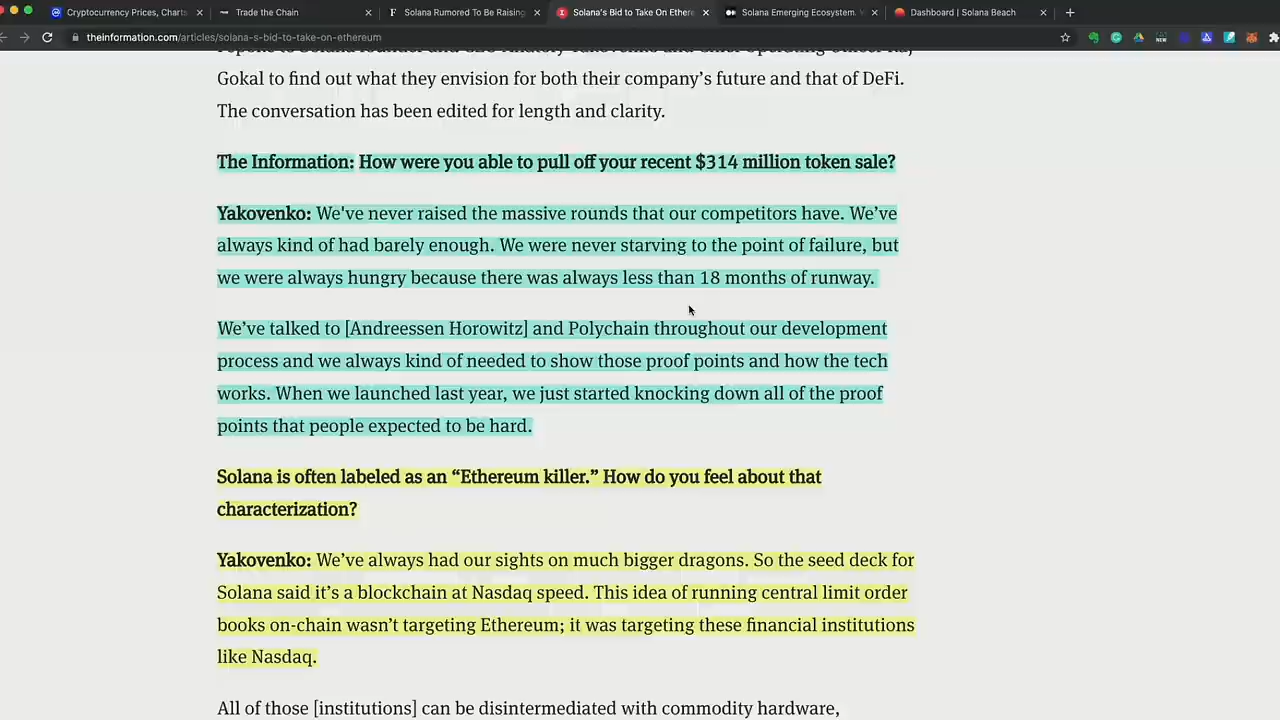 Cryptocurrency Prices, Charts
Trade the Chain
Solana Rumored To Be Raising
Solana's Bid to Take On Ethere
Solana Emerging Ecosystem.
Dashboard | Solana Beach
theinformation.com/articles/solana-s-bid-to-take-on-ethereum
Gokal to find out what they envision for both their company's future and that of DeFi.
The conversation has been edited for length and clarity.
The Information: How were you able to pull off your recent $314 million token sale?
Yakovenko: We've never raised the massive rounds that our competitors have. We've
always kind of had barely enough. We were never starving to the point of failure, but
we were always hungry because there was always less than 18 months of runway.
We've talked to [Andreessen Horowitz] and Polychain throughout our development
process and we always kind of needed to show those proof points and how the tech
works. When we launched last year, we just started knocking down all of the proof
points that people expected to be hard.
Solana is often labeled as an “Ethereum killer.” How do you feel about that
characterization?
Yakovenko: We've always had our sights on much bigger dragons. So the seed deck for
Solana said it's a blockchain at Nasdaq speed. This idea of running central limit order
books on-chain wasn't targeting Ethereum; it was targeting these financial institutions
like Nasdaq.
All of those [institutions] can be disintermediated with commodity hardware,